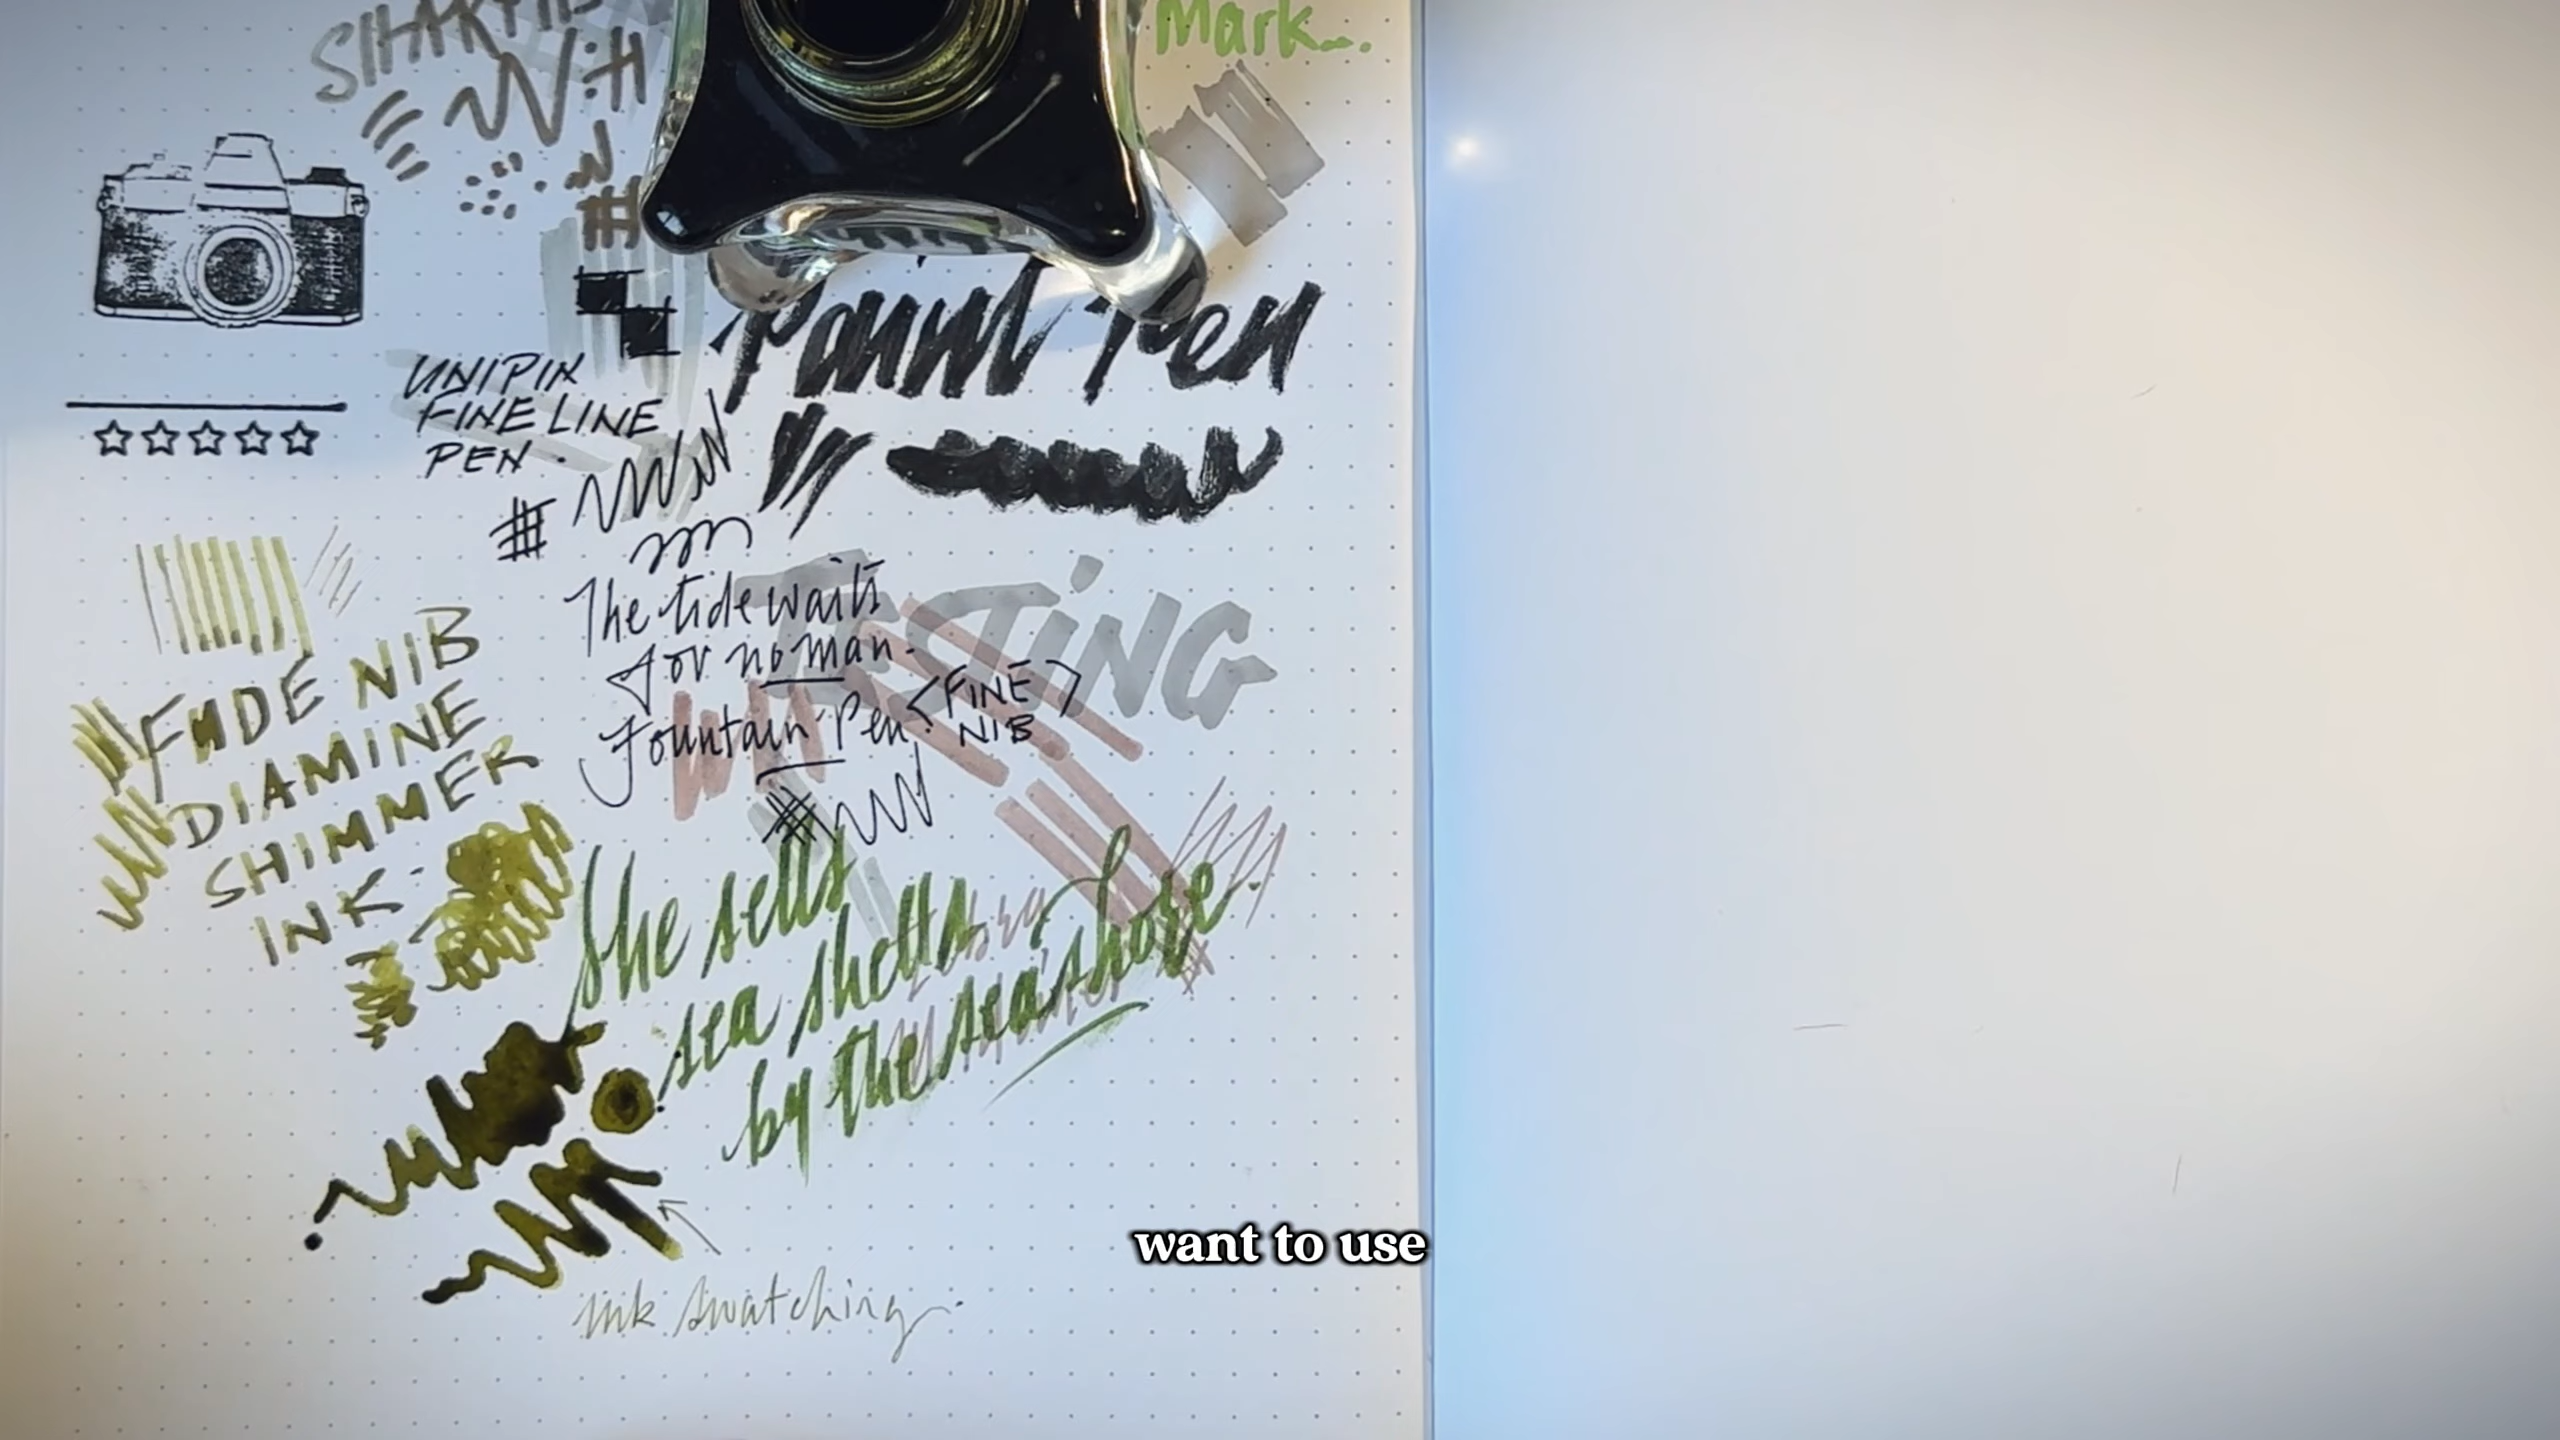 Mark...
Paint Pen
UNIPIN
FINE LINE
PEN.
TESTING
The tide waits
for no man.
Fountain Pen. <FINE
NIB>
FUDE NIB
DIAMINE
SHIMMER
INK.
She sells
sea shells
by the seashore.
want to use
ink swatching.